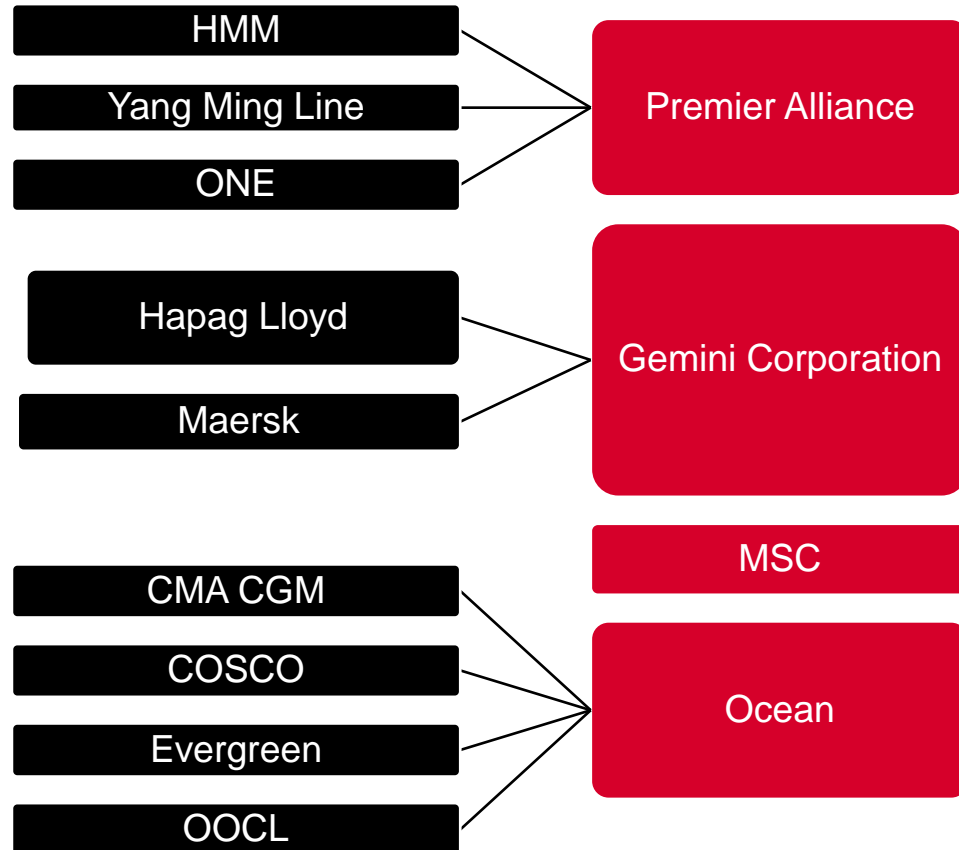 HMM
Yang Ming Line
ONE
Premier Alliance
Hapag Lloyd
Maersk
Gemini Corporation
MSC
CMA CGM
COSCO
Evergreen
OOCL
Ocean